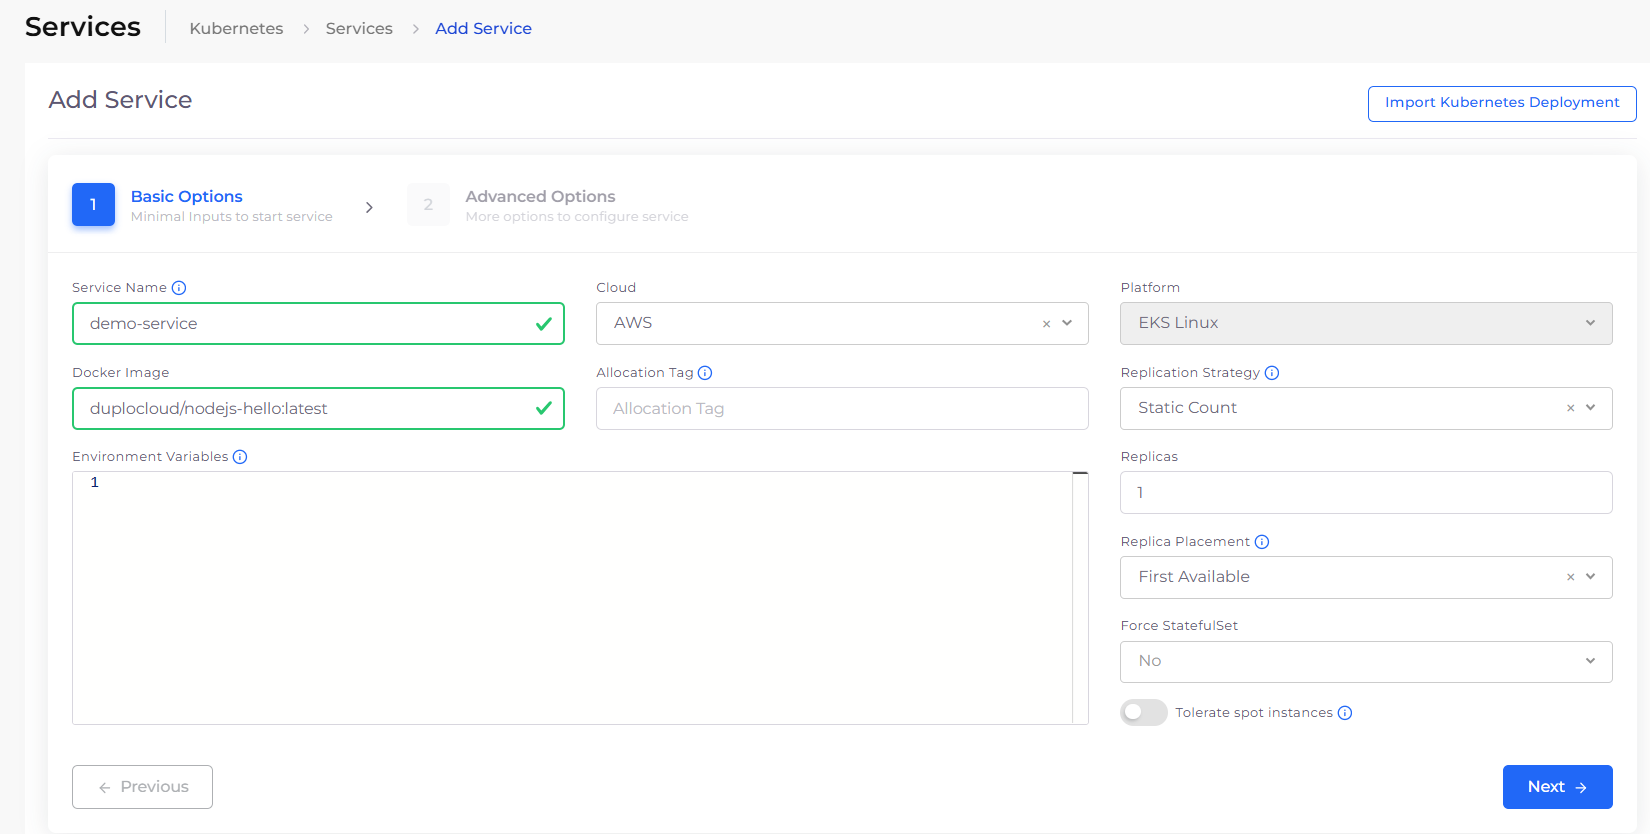 Services
Kubernetes > Services > Add Service
Add Service
Import Kubernetes Deployment
1
Basic Options
Minimal Inputs to start service
2
Advanced Options
More options to configure service
Service Name
demo-service
Cloud
AWS
Platform
EKS Linux
Docker Image
duplocloud/nodejs-hello:latest
Allocation Tag
Allocation Tag
Replication Strategy
Static Count
Environment Variables
1
Replicas
1
Replica Placement
First Available
Force StatefulSet
No
Tolerate spot instances
← Previous
Next →